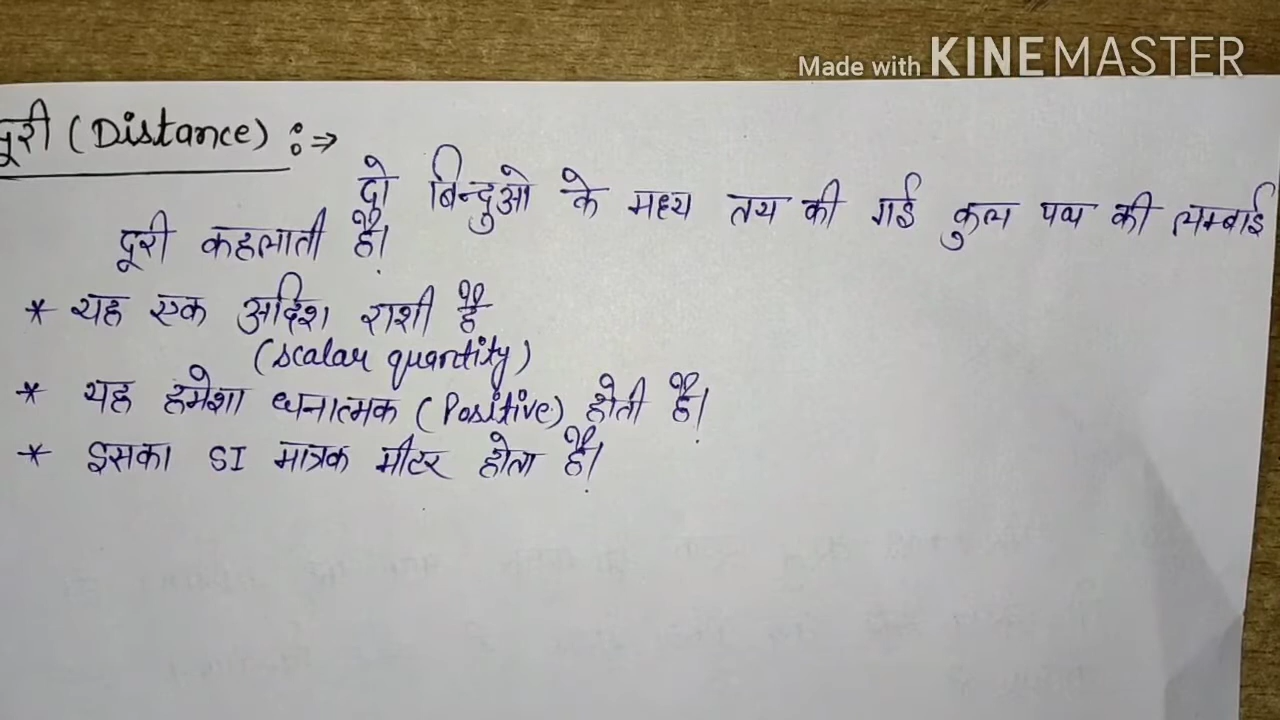 Made with KINEMASTER
दूरी (Distance) :⇒
दो बिन्दुओ के मध्य तय की गई कुल पथ की लम्बाई
दूरी कहलाती है।
* यह एक अदिश राशी है
(scalar quantity)
* यह हमेशा धनात्मक (Positive) होती है।
* इसका SI मात्रक मीटर होता है।